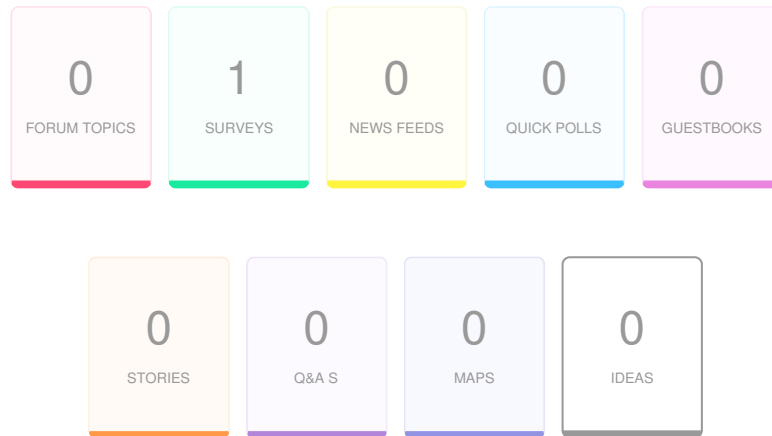 0 1 0 0 0
FORUM TOPICS SURVEYS NEWS FEEDS QUICK POLLS GUESTBOOKS
0 0 0 0
STORIES Q&A S MAPS IDEAS